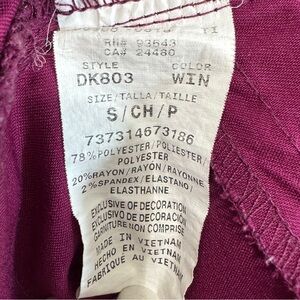 RN# 93543
CA# 24480
STYLE COLOR
DK803 WIN
SIZE/TALLA/TAILLE
S/CH/P
737314673186
78%POLYESTER/POLIESTER/
POLYESTER
20%RAYON/RAYON/RAYONNE
2%SPANDEX/ELASTANO/
ELASTHANNE
EXCLUSIVE OF DECORATION
EXCLUSIVO DE DECORACIÓN
GARNITURE NON COMPRISE
MADE IN VIETNAM
HECHO EN VIETNAM
FABRIQUE AU VIETNAM